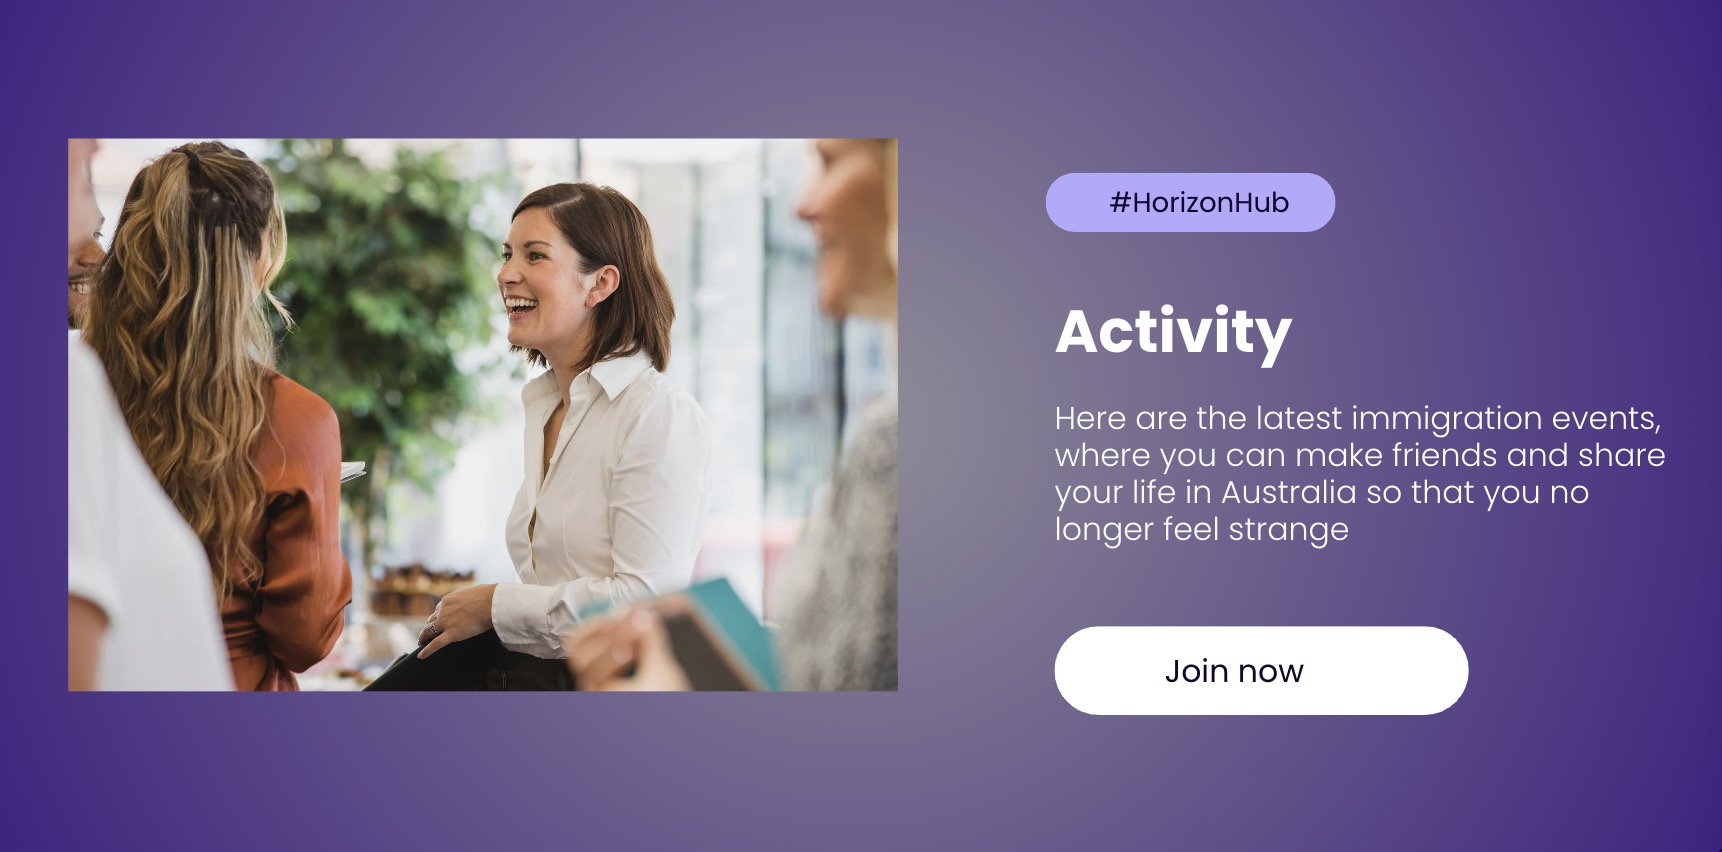 #HorizonHub
Activity
Here are the latest immigration events,
where you can make friends and share
your life in Australia so that you no
longer feel strange
Join now